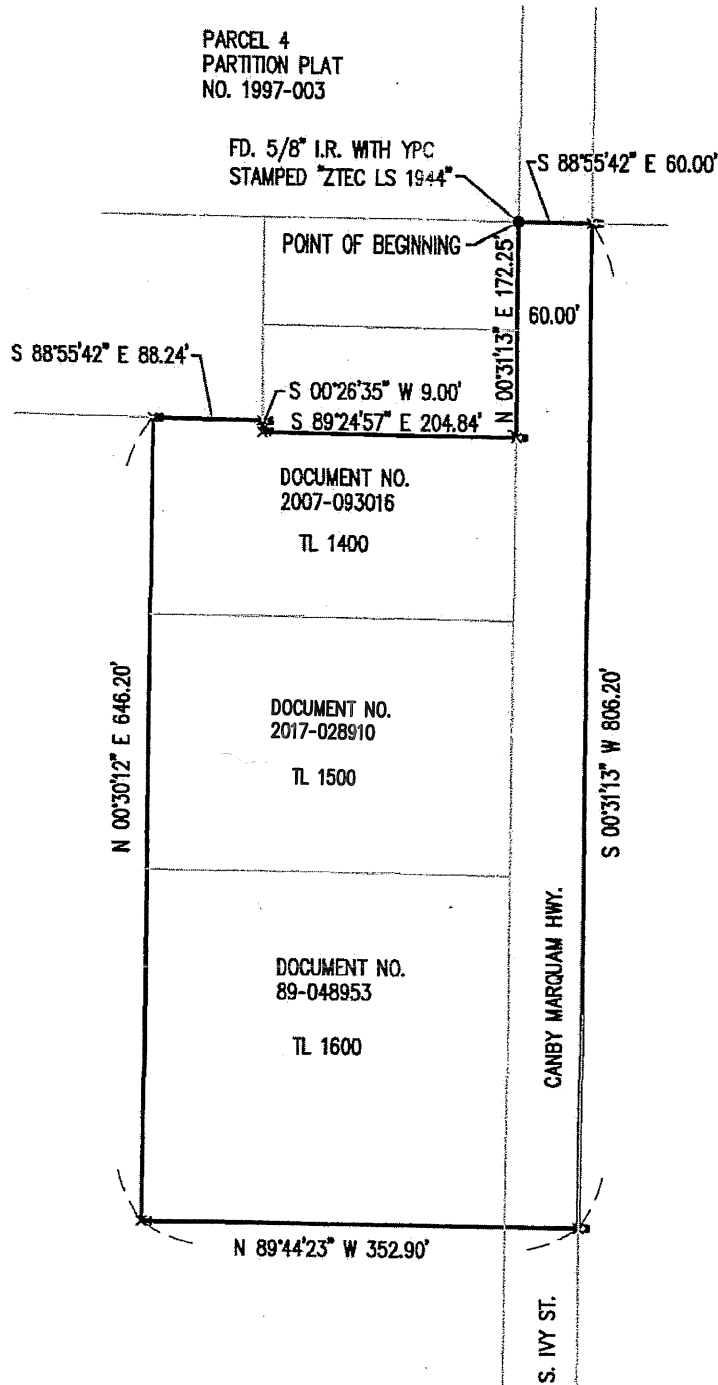 PARCEL 4
PARTITION PLAT
NO. 1997-003
FD. 5/8" I.R. WITH YPC
STAMPED "ZTEC LS 1944"
S 88°55'42" E 60.00'
POINT OF BEGINNING
N 00°31'13" E 172.25'
60.00'
S 88°55'42" E 88.24'
S 00°26'35" W 9.00'
S 89°24'57" E 204.84'
DOCUMENT NO.
2007-093016
TL 1400
N 00°30'12" E 646.20'
DOCUMENT NO.
2017-028910
TL 1500
S 00°31'13" W 806.20'
DOCUMENT NO.
89-048953
TL 1600
CANBY MARQUAM HWY.
N 89°44'23" W 352.90'
S. IVY ST.